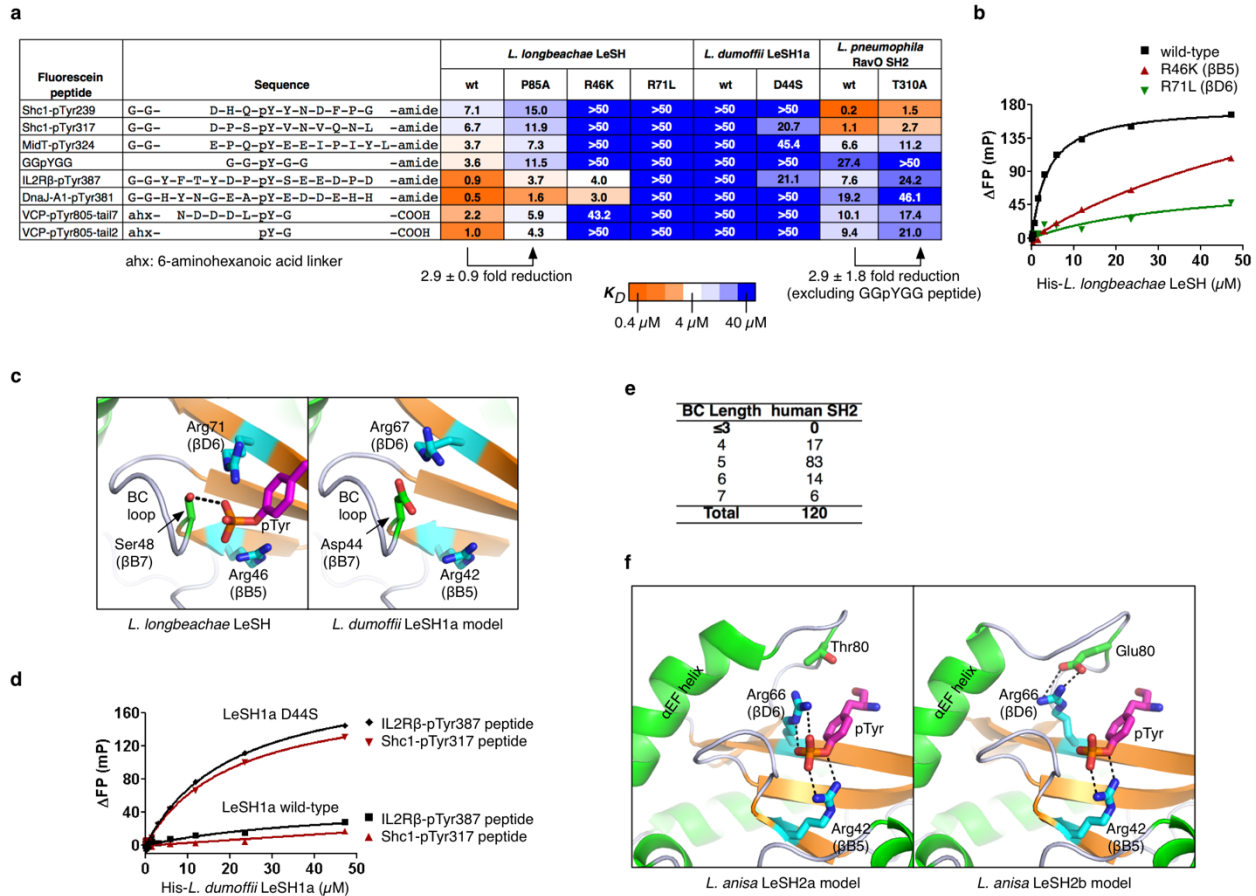 a
Fluorescein peptide Sequence L. longbeachae LeSH L. dumoffii LeSH1a L. pneumophila RavO SH2
wt P85A R46K R71L wt D44S wt T310A
Shc1-pTyr239 G-G- D-H-Q-pY-Y-N-D-F-P-G -amide 7.1 15.0 >50 >50 >50 >50 0.2 1.5
Shc1-pTyr317 G-G- D-P-S-pY-V-N-V-Q-N-L -amide 6.7 11.9 >50 >50 >50 20.7 1.1 2.7
MidT-pTyr324 G-G- E-P-Q-pY-E-E-I-P-I-Y-L-amide 3.7 7.3 >50 >50 >50 45.4 6.6 11.2
GGpYGG G-G-pY-G-G -amide 3.6 11.5 >50 >50 >50 >50 27.4 >50
IL2Rβ-pTyr387 G-G-Y-F-T-Y-D-P-pY-S-E-E-D-P-D -amide 0.9 3.7 4.0 >50 >50 21.1 7.6 24.2
DnaJ-A1-pTyr381 G-G-H-Y-N-G-E-A-pY-E-D-D-E-H-H -amide 0.5 1.6 3.0 >50 >50 >50 19.2 46.1
VCP-pTyr805-tail7 ahx- N-D-D-D-L-pY-G -COOH 2.2 5.9 43.2 >50 >50 >50 10.1 17.4
VCP-pTyr805-tail2 ahx- pY-G -COOH 1.0 4.3 >50 >50 >50 >50 9.4 21.0
ahx: 6-aminohexanoic acid linker
2.9 ± 0.9 fold reduction
2.9 ± 1.8 fold reduction
(excluding GGpYGG peptide)
KD
0.4 µM 4 µM 40 µM
b
wild-type
R46K (βB5)
R71L (βD6)
180
135
90
45
0
ΔFP (mP)
0 10 20 30 40 50
His-L. longbeachae LeSH (µM)
c
Arg71
(βD6)
BC
loop
pTyr
Ser48
(βB7)
Arg46
(βB5)
L. longbeachae LeSH
Arg67
(βD6)
BC
loop
Asp44
(βB7)
Arg42
(βB5)
L. dumoffii LeSH1a model
d
160
120
80
40
0
ΔFP (mP)
LeSH1a D44S
IL2Rβ-pTyr387 peptide
Shc1-pTyr317 peptide
LeSH1a wild-type
IL2Rβ-pTyr387 peptide
Shc1-pTyr317 peptide
0 10 20 30 40 50
His-L. dumoffii LeSH1a (µM)
e
BC Length human SH2
≤3 0
4 17
5 83
6 14
7 6
Total 120
f
αEF helix
Thr80
Arg66
(βD6)
pTyr
Arg42
(βB5)
L. anisa LeSH2a model
αEF helix
Glu80
Arg66
(βD6)
pTyr
Arg42
(βB5)
L. anisa LeSH2b model